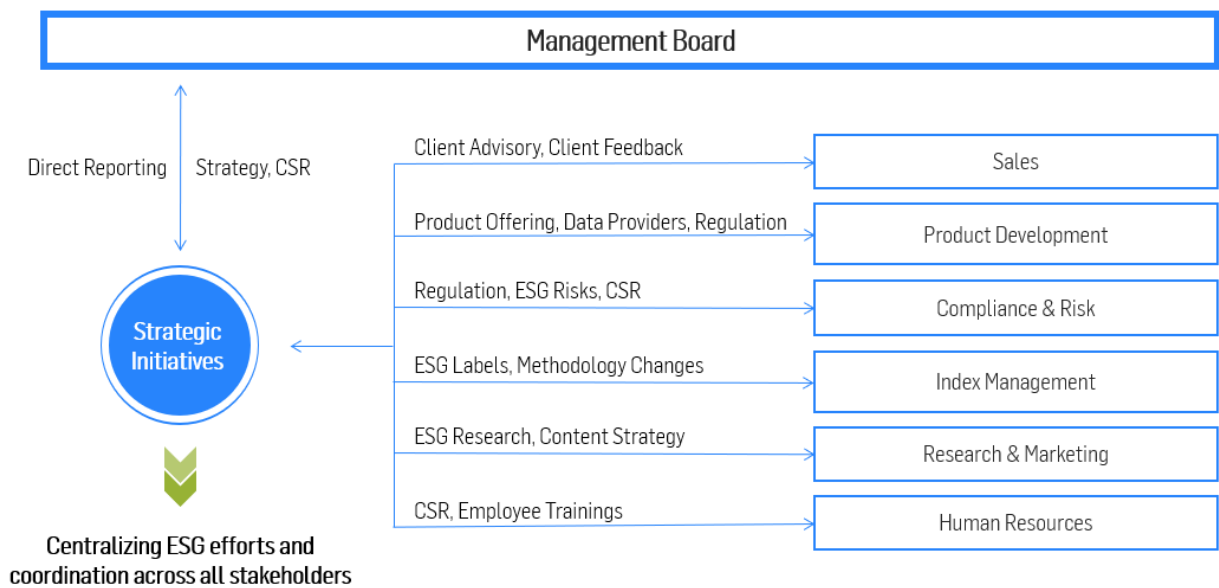 Management Board
Direct Reporting
Strategy, CSR
Client Advisory, Client Feedback
Sales
Product Offering, Data Providers, Regulation
Product Development
Regulation, ESG Risks, CSR
Compliance & Risk
Strategic
Initiatives
ESG Labels, Methodology Changes
Index Management
ESG Research, Content Strategy
Research & Marketing
CSR, Employee Trainings
Human Resources
Centralizing ESG efforts and
coordination across all stakeholders